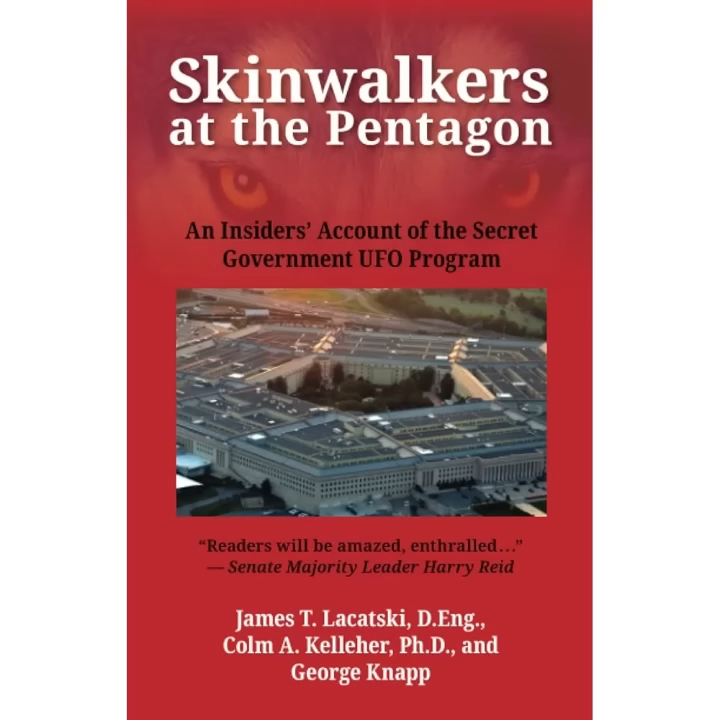 Skinwalkers
at the Pentagon
An Insiders’ Account of the Secret
Government UFO Program
“Readers will be amazed, enthralled…”
— Senate Majority Leader Harry Reid
James T. Lacatski, D.Eng.,
Colm A. Kelleher, Ph.D., and
George Knapp